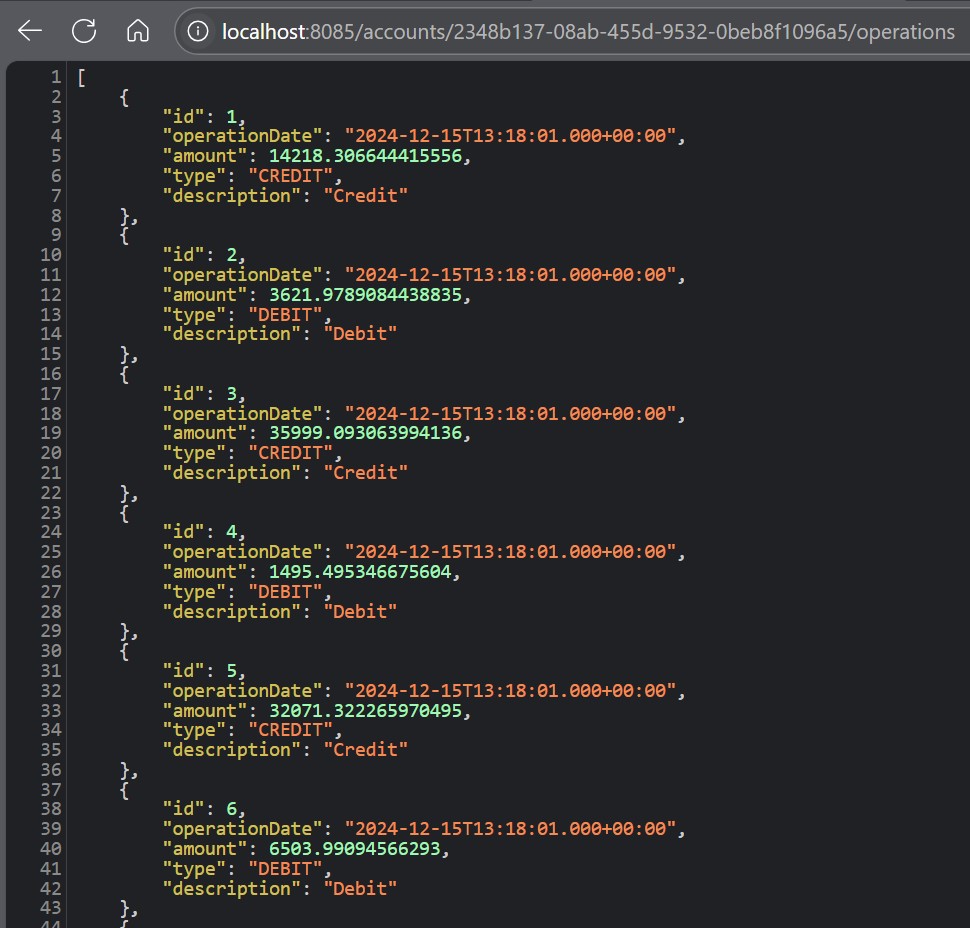 localhost:8085/accounts/2348b137-08ab-455d-9532-0beb8f1096a5/operations
1 [
2 {
3 "id": 1,
4 "operationDate": "2024-12-15T13:18:01.000+00:00",
5 "amount": 14218.306644415556,
6 "type": "CREDIT",
7 "description": "Credit"
8 },
9 {
10 "id": 2,
11 "operationDate": "2024-12-15T13:18:01.000+00:00",
12 "amount": 3621.9789084438835,
13 "type": "DEBIT",
14 "description": "Debit"
15 },
16 {
17 "id": 3,
18 "operationDate": "2024-12-15T13:18:01.000+00:00",
19 "amount": 35999.093063994136,
20 "type": "CREDIT",
21 "description": "Credit"
22 },
23 {
24 "id": 4,
25 "operationDate": "2024-12-15T13:18:01.000+00:00",
26 "amount": 1495.495346675604,
27 "type": "DEBIT",
28 "description": "Debit"
29 },
30 {
31 "id": 5,
32 "operationDate": "2024-12-15T13:18:01.000+00:00",
33 "amount": 32071.322265970495,
34 "type": "CREDIT",
35 "description": "Credit"
36 },
37 {
38 "id": 6,
39 "operationDate": "2024-12-15T13:18:01.000+00:00",
40 "amount": 6503.99094566293,
41 "type": "DEBIT",
42 "description": "Debit"
43 },
44 {